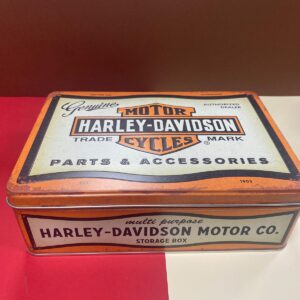 Genuine
AUTHORIZED
DEALER
MOTOR
HARLEY-DAVIDSON
TRADE MARK
CYCLES ®
PARTS & ACCESSORIES
1903
multi purpose
HARLEY-DAVIDSON MOTOR CO.
STORAGE BOX